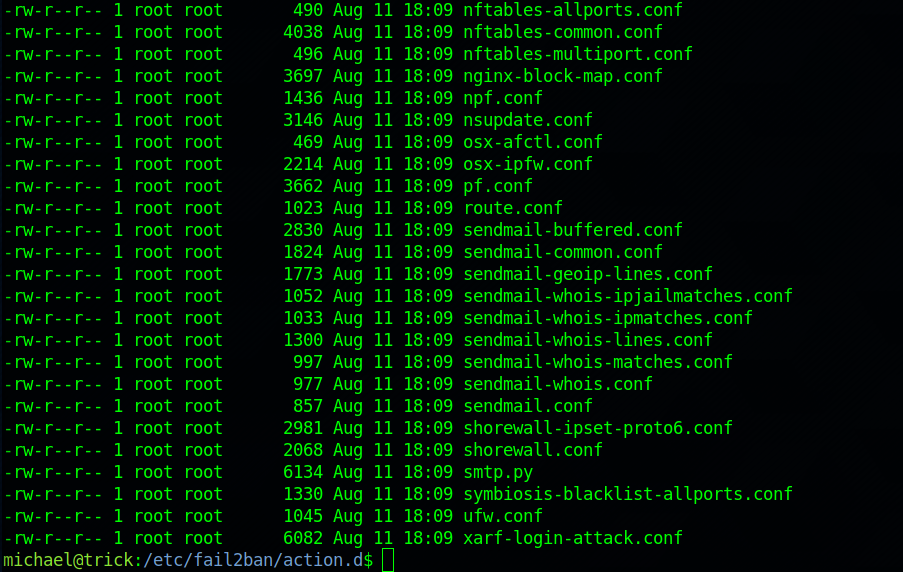 -rw-r--r-- 1 root root       490 Aug 11 18:09 nftables-allports.conf
-rw-r--r-- 1 root root      4038 Aug 11 18:09 nftables-common.conf
-rw-r--r-- 1 root root       496 Aug 11 18:09 nftables-multiport.conf
-rw-r--r-- 1 root root      3697 Aug 11 18:09 nginx-block-map.conf
-rw-r--r-- 1 root root      1436 Aug 11 18:09 npf.conf
-rw-r--r-- 1 root root      3146 Aug 11 18:09 nsupdate.conf
-rw-r--r-- 1 root root       469 Aug 11 18:09 osx-afctl.conf
-rw-r--r-- 1 root root      2214 Aug 11 18:09 osx-ipfw.conf
-rw-r--r-- 1 root root      3662 Aug 11 18:09 pf.conf
-rw-r--r-- 1 root root      1023 Aug 11 18:09 route.conf
-rw-r--r-- 1 root root      2830 Aug 11 18:09 sendmail-buffered.conf
-rw-r--r-- 1 root root      1824 Aug 11 18:09 sendmail-common.conf
-rw-r--r-- 1 root root      1773 Aug 11 18:09 sendmail-geoip-lines.conf
-rw-r--r-- 1 root root      1052 Aug 11 18:09 sendmail-whois-ipjailmatches.conf
-rw-r--r-- 1 root root      1033 Aug 11 18:09 sendmail-whois-ipmatches.conf
-rw-r--r-- 1 root root      1300 Aug 11 18:09 sendmail-whois-lines.conf
-rw-r--r-- 1 root root       997 Aug 11 18:09 sendmail-whois-matches.conf
-rw-r--r-- 1 root root       977 Aug 11 18:09 sendmail-whois.conf
-rw-r--r-- 1 root root       857 Aug 11 18:09 sendmail.conf
-rw-r--r-- 1 root root      2981 Aug 11 18:09 shorewall-ipset-proto6.conf
-rw-r--r-- 1 root root      2068 Aug 11 18:09 shorewall.conf
-rw-r--r-- 1 root root      6134 Aug 11 18:09 smtp.py
-rw-r--r-- 1 root root      1330 Aug 11 18:09 symbiosis-blacklist-allports.conf
-rw-r--r-- 1 root root      1045 Aug 11 18:09 ufw.conf
-rw-r--r-- 1 root root      6082 Aug 11 18:09 xarf-login-attack.conf
michael@trick:/etc/fail2ban/action.d$